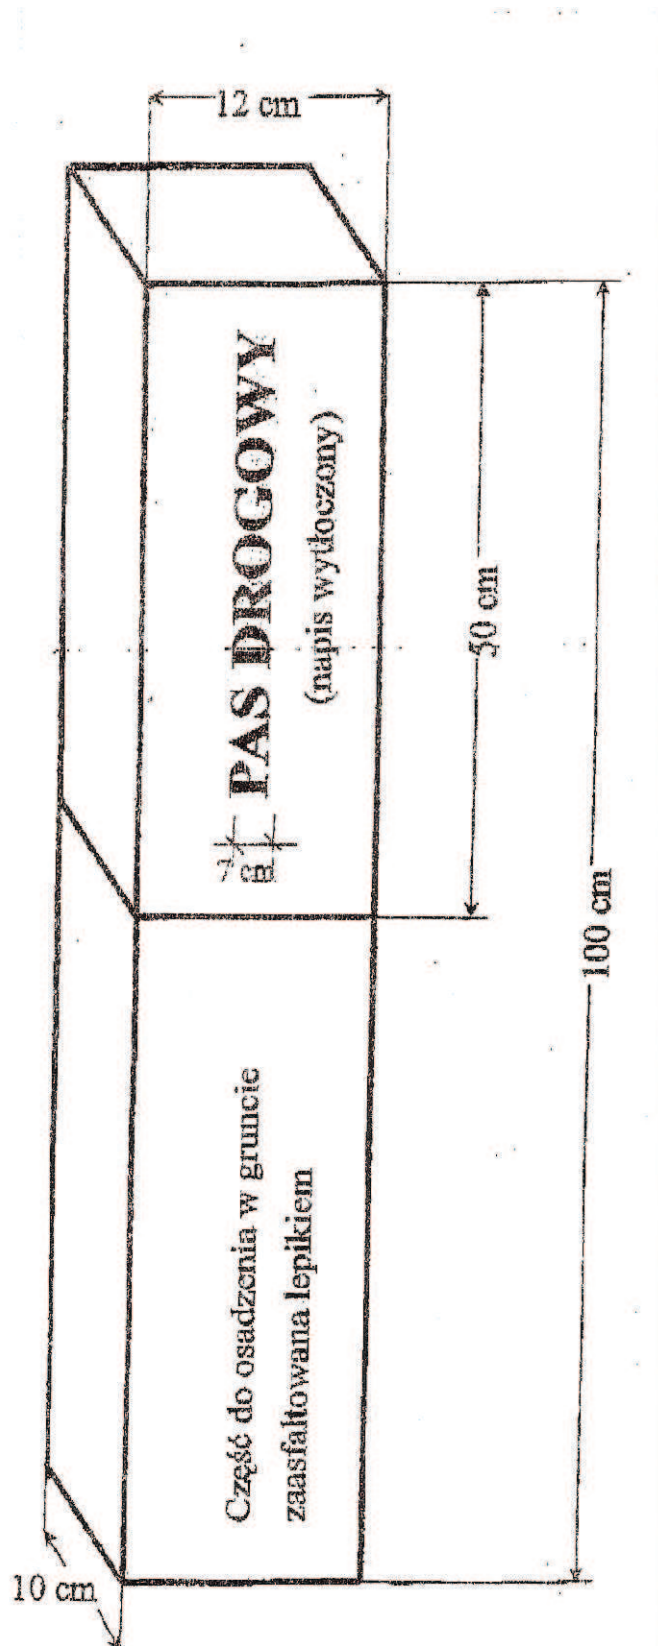 12 cm
PAS DROGOWY
(napis wytłoczony)
50 cm
100 cm
Część do osadzenia w gruncie
zaasfaltowana lepikiem
10 cm